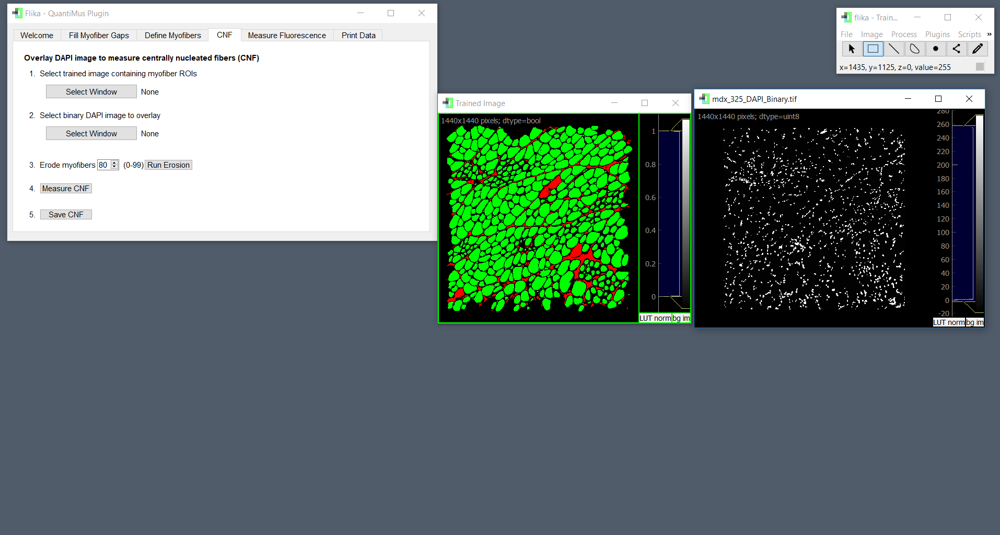 Flika - QuantiMus Plugin
Welcome
Fill Myofiber Gaps
Define Myofibers
CNF
Measure Fluorescence
Print Data
Overlay DAPI image to measure centrally nucleated fibers (CNF)
1. Select trained image containing myofiber ROIs
Select Window None
2. Select binary DAPI image to overlay
Select Window None
3. Erode myofibers 80 (0-99) Run Erosion
4. Measure CNF
5. Save CNF
flika - Train...
File Image Process Plugins Scripts »
x=1435, y=1125, z=0, value=255
Trained Image
1440x1440 pixels; dtype=bool
1
0.8
0.6
0.4
0.2
0
LUT norm bg im
mdx_325_DAPI_Binary.tif
1440x1440 pixels; dtype=uint8
280
260
240
220
200
180
160
140
120
100
80
60
40
20
0
-20
LUT norm bg im